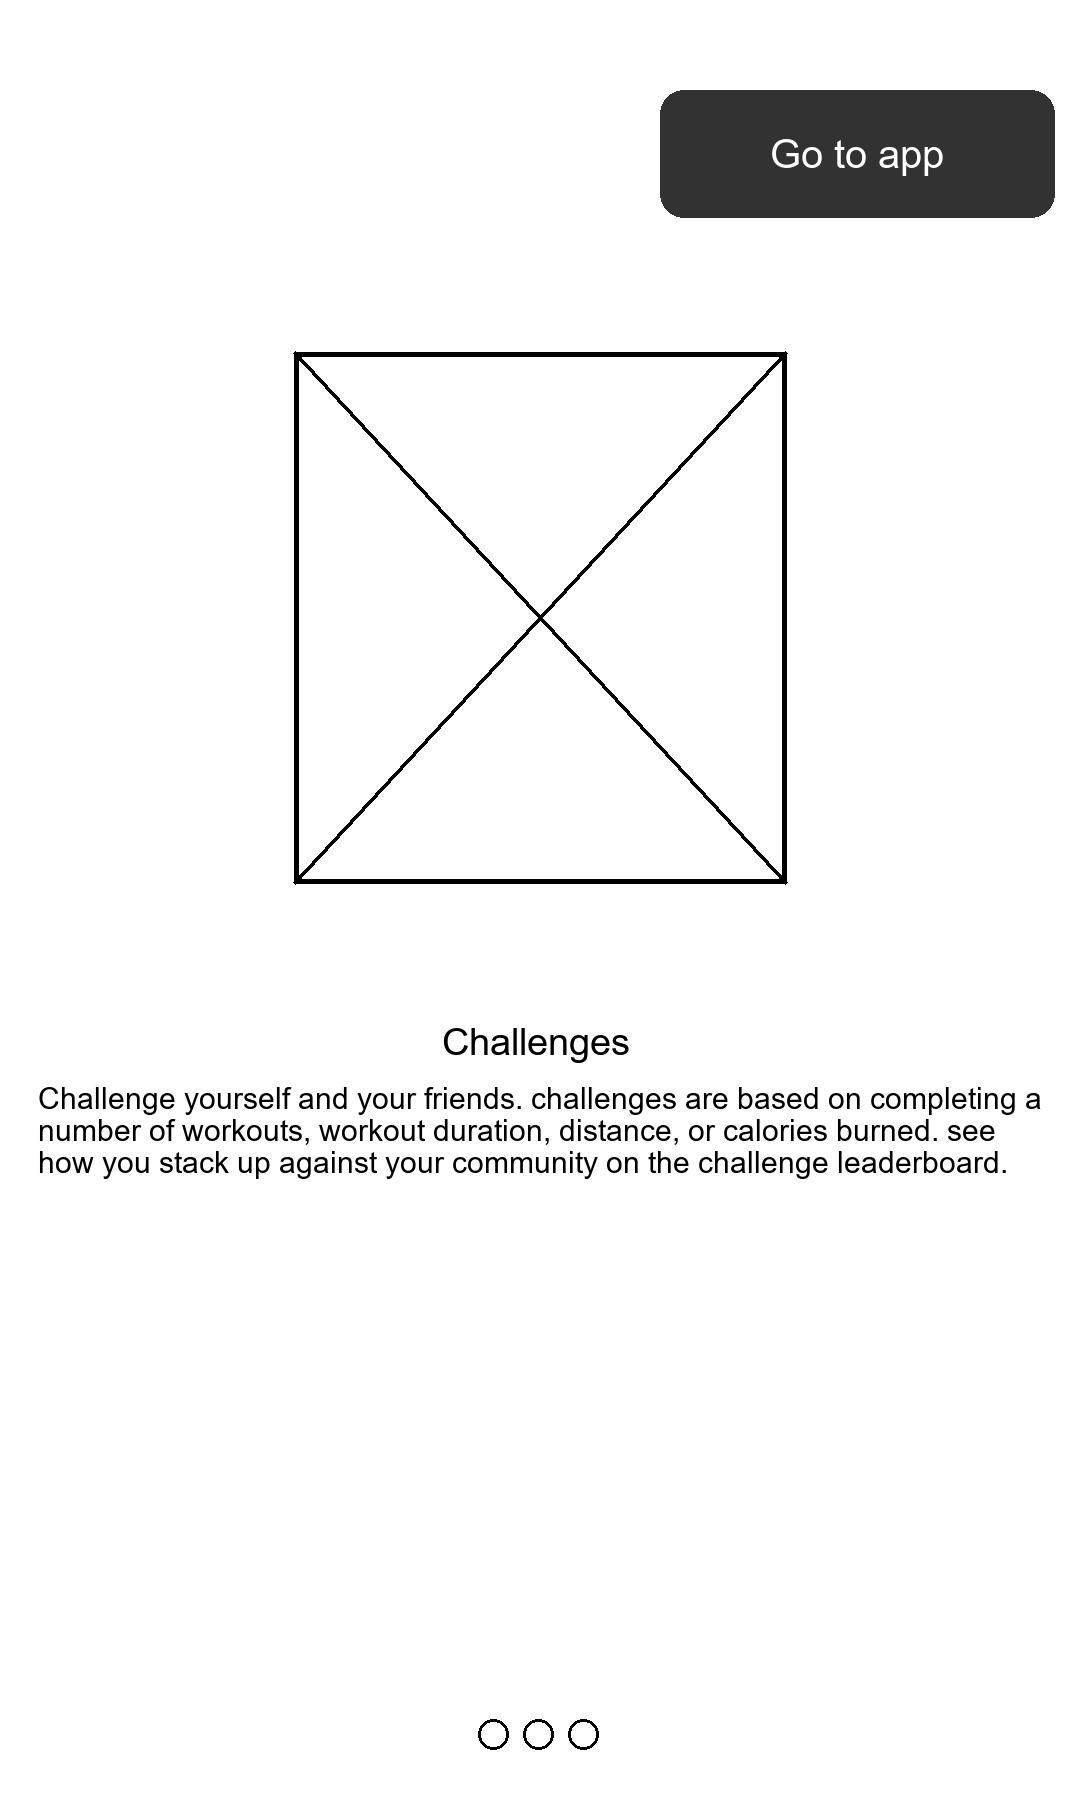 Go to app
Challenges
Challenge yourself and your friends. challenges are based on completing a
number of workouts, workout duration, distance, or calories burned. see
how you stack up against your community on the challenge leaderboard.